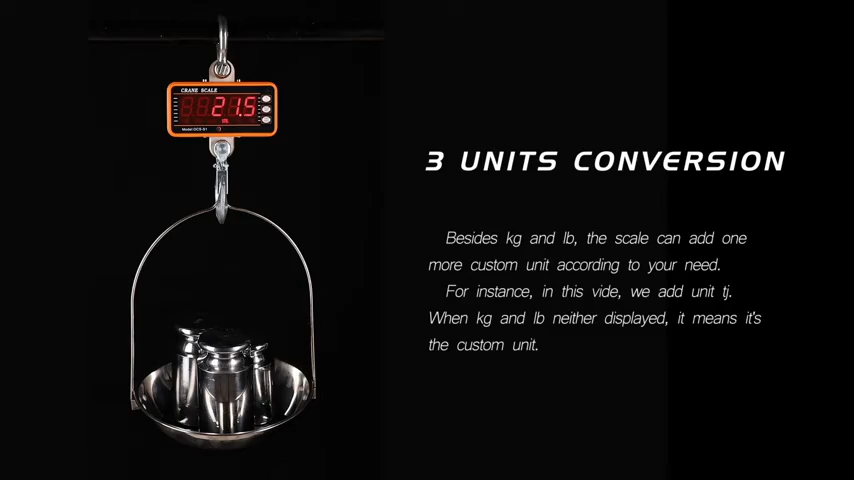 CRANE SCALE
21.5
Model:OCS-S1
3 UNITS CONVERSION
Besides kg and lb, the scale can add one
more custom unit according to your need.
For instance, in this vide, we add unit tj.
When kg and lb neither displayed, it means it's
the custom unit.